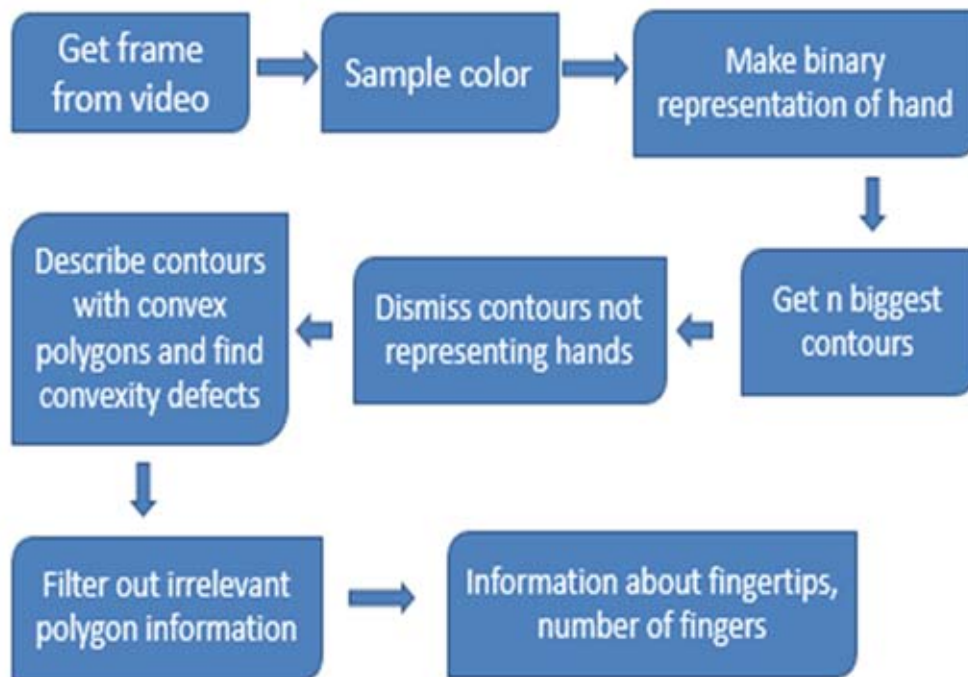 Get frame
from video
Sample color
Make binary
representation of hand
Get n biggest
contours
Dismiss contours not
representing hands
Describe contours
with convex
polygons and find
convexity defects
Filter out irrelevant
polygon information
Information about fingertips,
number of fingers